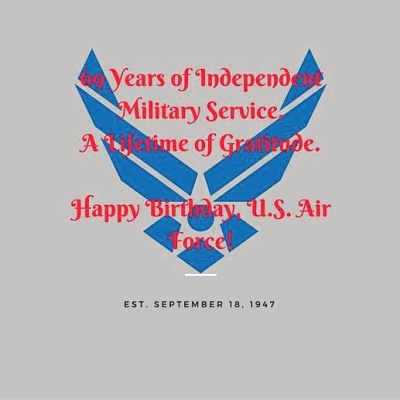 69 Years of Independent
Military Service.
A Lifetime of Gratitude.
Happy Birthday, U.S. Air
Force!
EST. SEPTEMBER 18, 1947